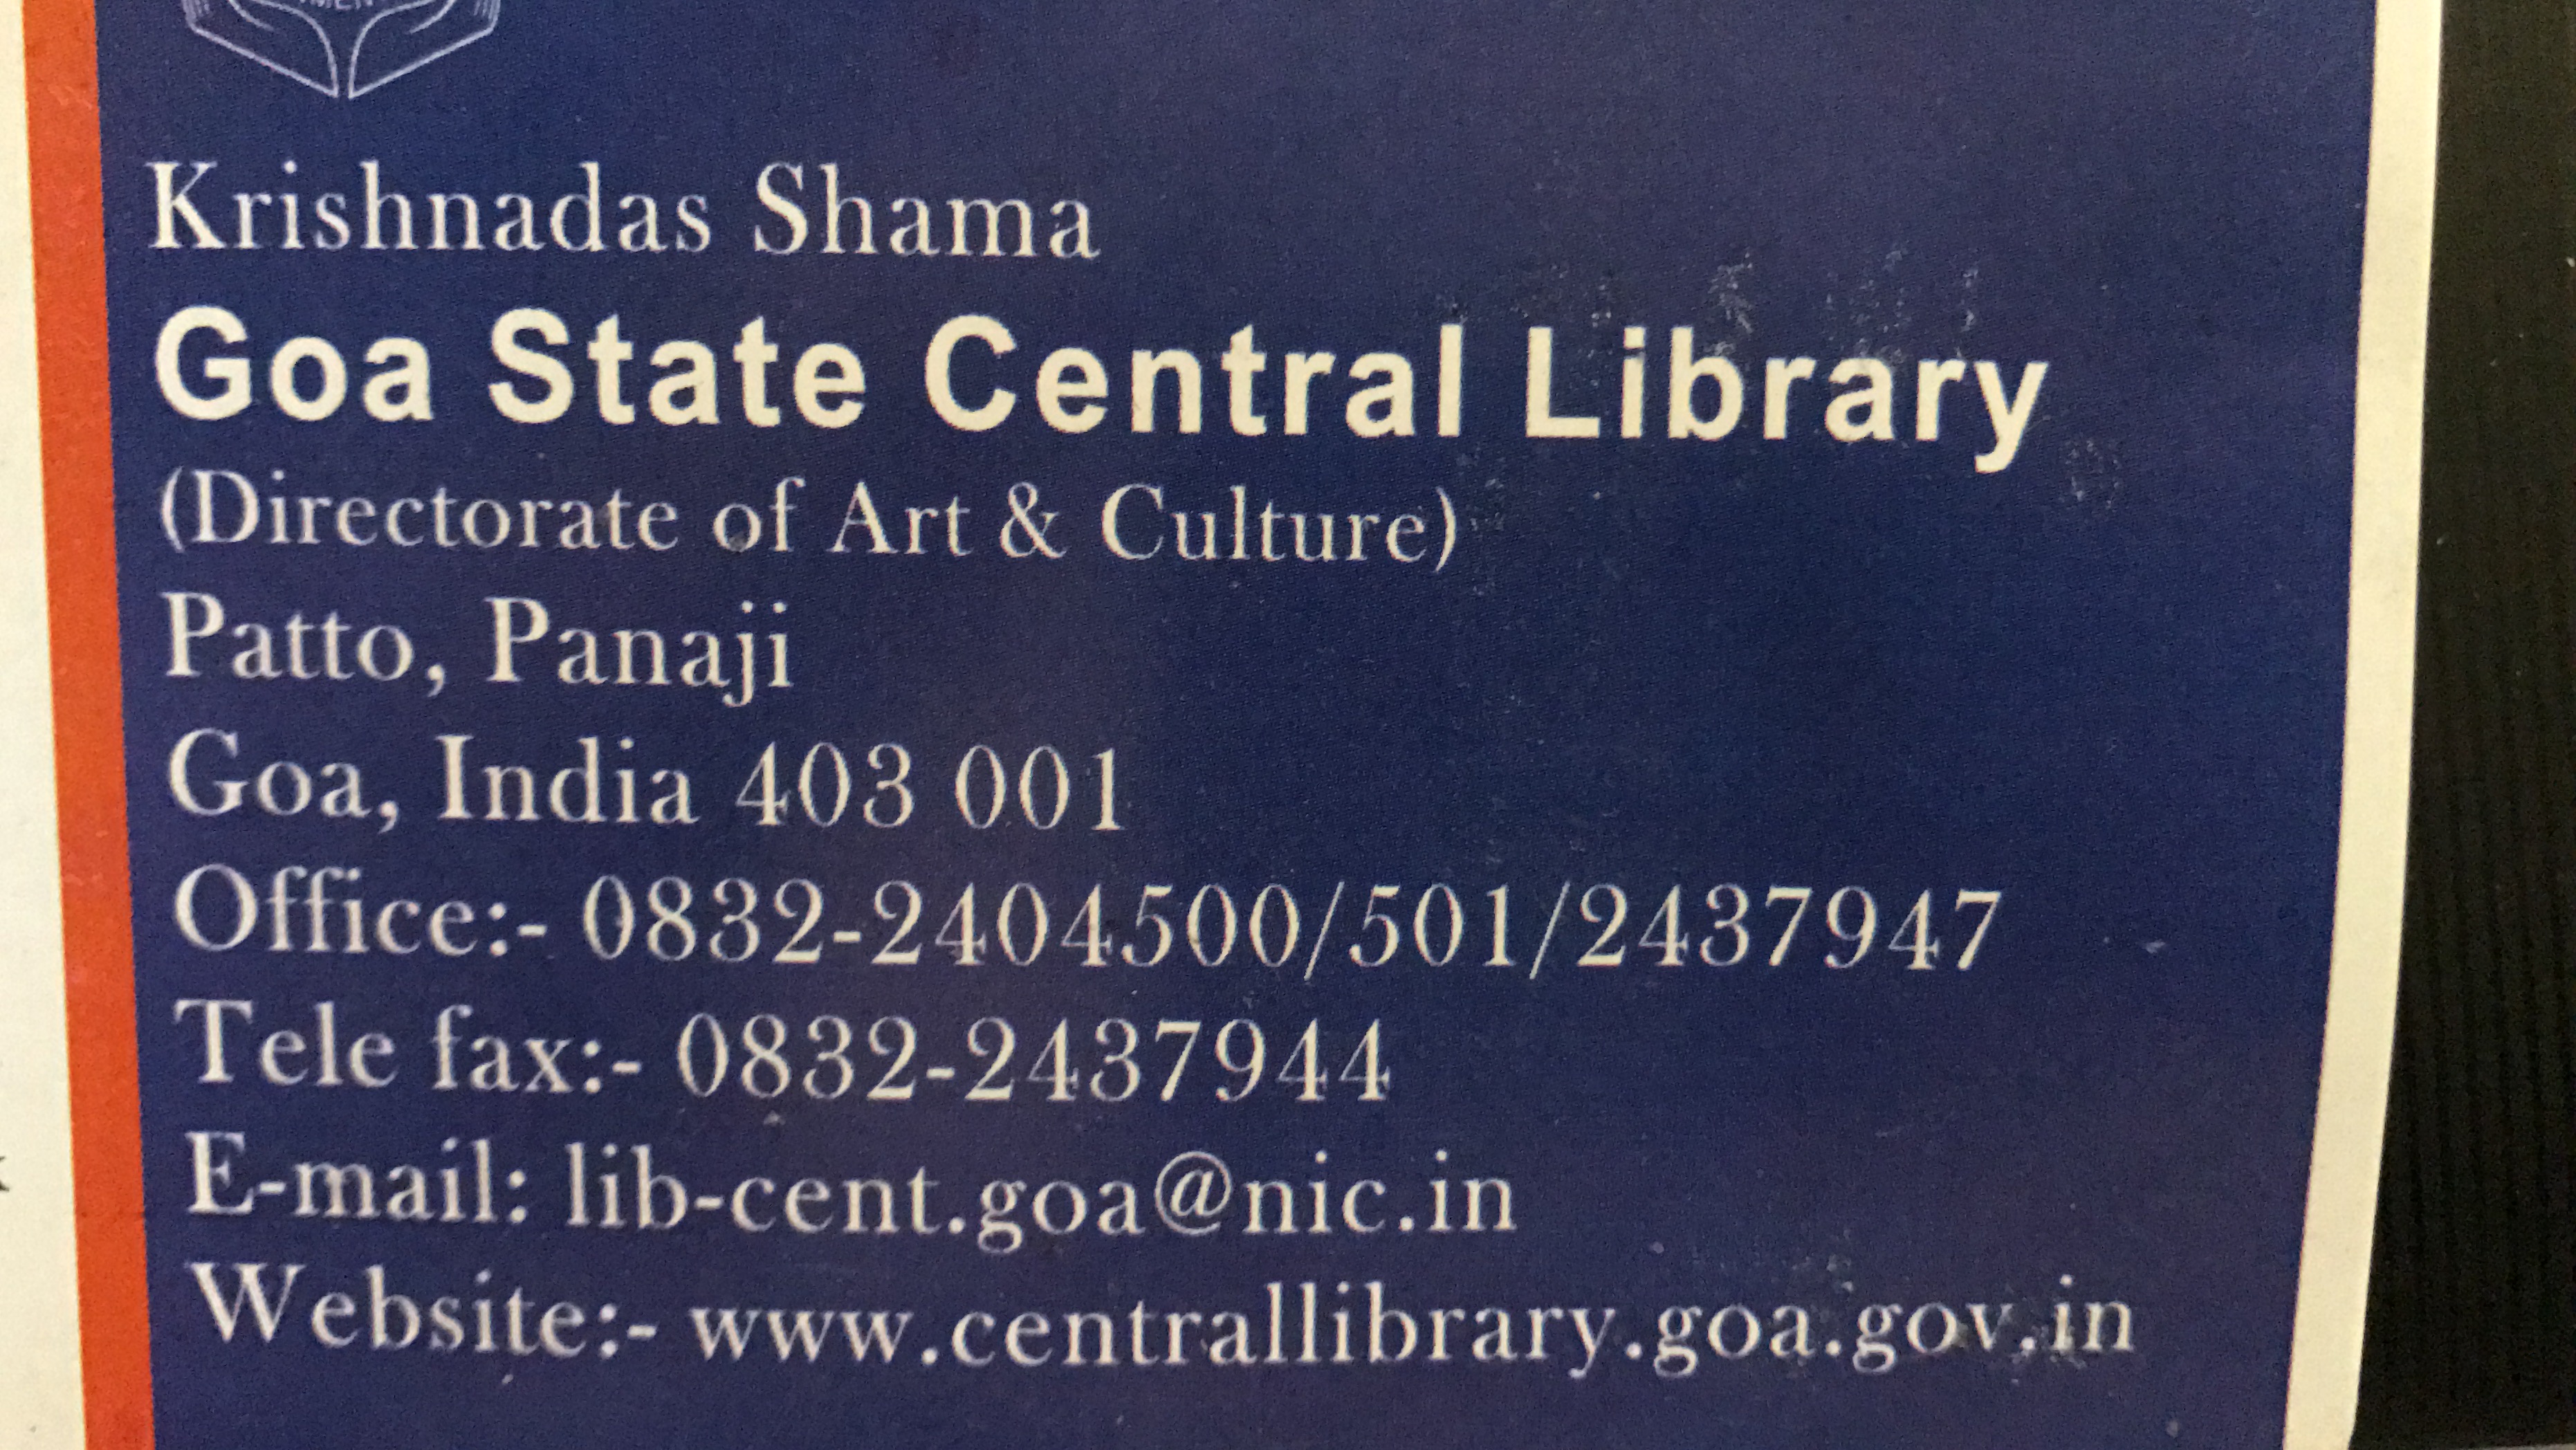 Krishnadas Shama
Goa State Central Library
(Directorate of Art & Culture)
Patto, Panaji
Goa, India 403 001
Office:- 0832-2404500/501/2437947
Tele fax:- 0832-2437944
E-mail: lib-cent.goa@nic.in
Website:- www.centrallibrary.goa.gov.in